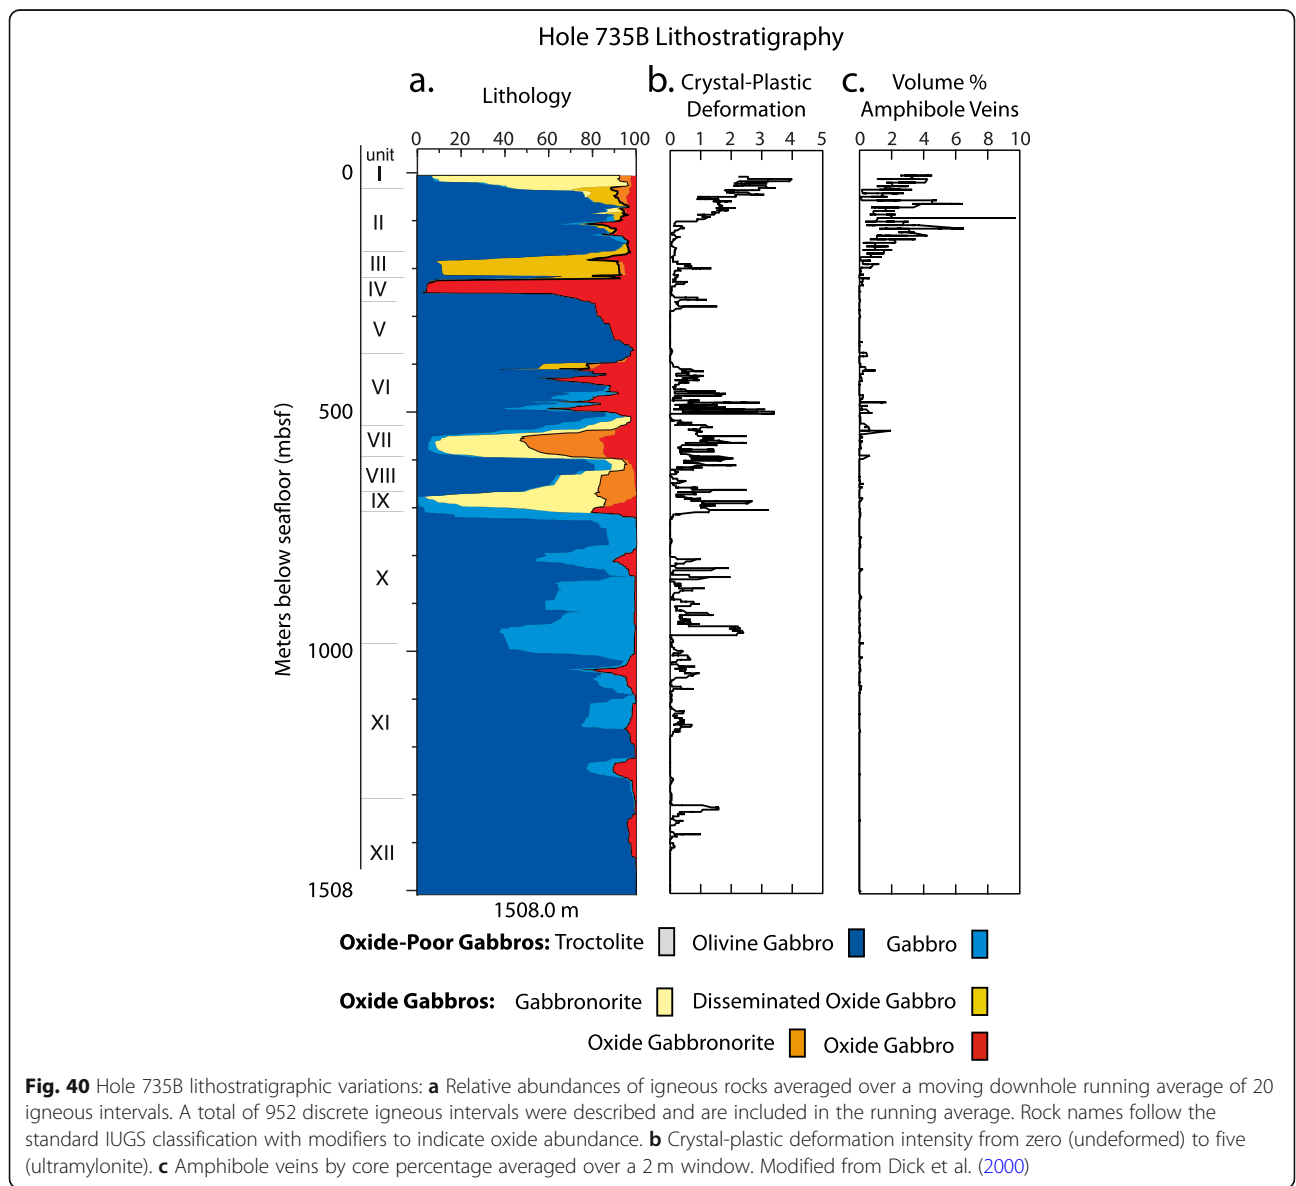 Hole 735B Lithostratigraphy
a. b. c.
Lithology
Crystal-Plastic
Deformation
Volume %
Amphibole Veins
0 20 40 60 80 100
0 1 2 3 4 5
0 2 4 6 8 10
unit
I
II
III
IV
V
VI
VII
VIII
IX
X
XI
XII
0
500
1000
1508
Meters below seafloor (mbsf)
1508.0 m
Oxide-Poor Gabbros: Troctolite Olivine Gabbro Gabbro
Oxide Gabbros: Gabbronorite Disseminated Oxide Gabbro
Oxide Gabbronorite Oxide Gabbro
Fig. 40 Hole 735B lithostratigraphic variations: a Relative abundances of igneous rocks averaged over a moving downhole running average of 20
igneous intervals. A total of 952 discrete igneous intervals were described and are included in the running average. Rock names follow the
standard IUGS classification with modifiers to indicate oxide abundance. b Crystal-plastic deformation intensity from zero (undeformed) to five
(ultramylonite). c Amphibole veins by core percentage averaged over a 2 m window. Modified from Dick et al. (2000)